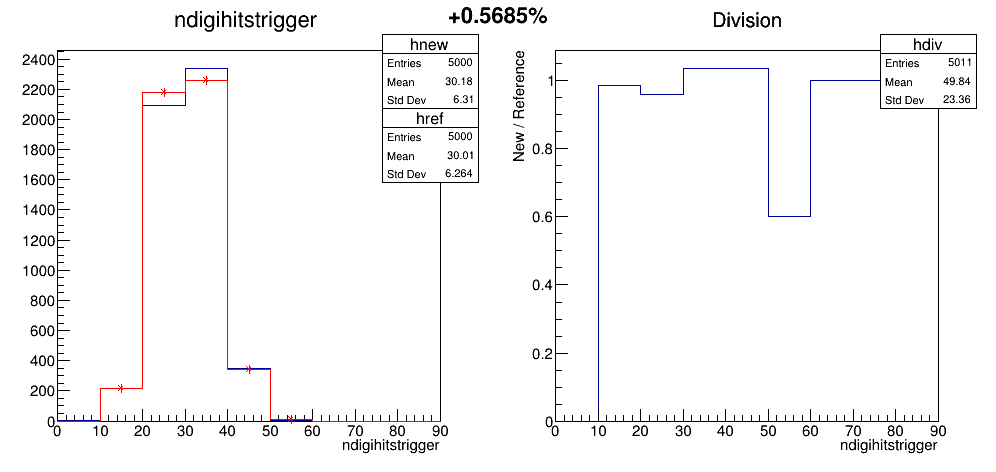 +0.5685%
ndigihitstrigger
hnew
Entries 5000
Mean 30.18
Std Dev 6.31
href
Entries 5000
Mean 30.01
Std Dev 6.264
2400
2200
2000
1800
1600
1400
1200
1000
800
600
400
200
0
0 10 20 30 40 50 60 70 80 90
ndigihitstrigger
Division
hdiv
Entries 5011
Mean 49.84
Std Dev 23.36
New / Reference
1
0.8
0.6
0.4
0.2
0
0 10 20 30 40 50 60 70 80 90
ndigihitstrigger